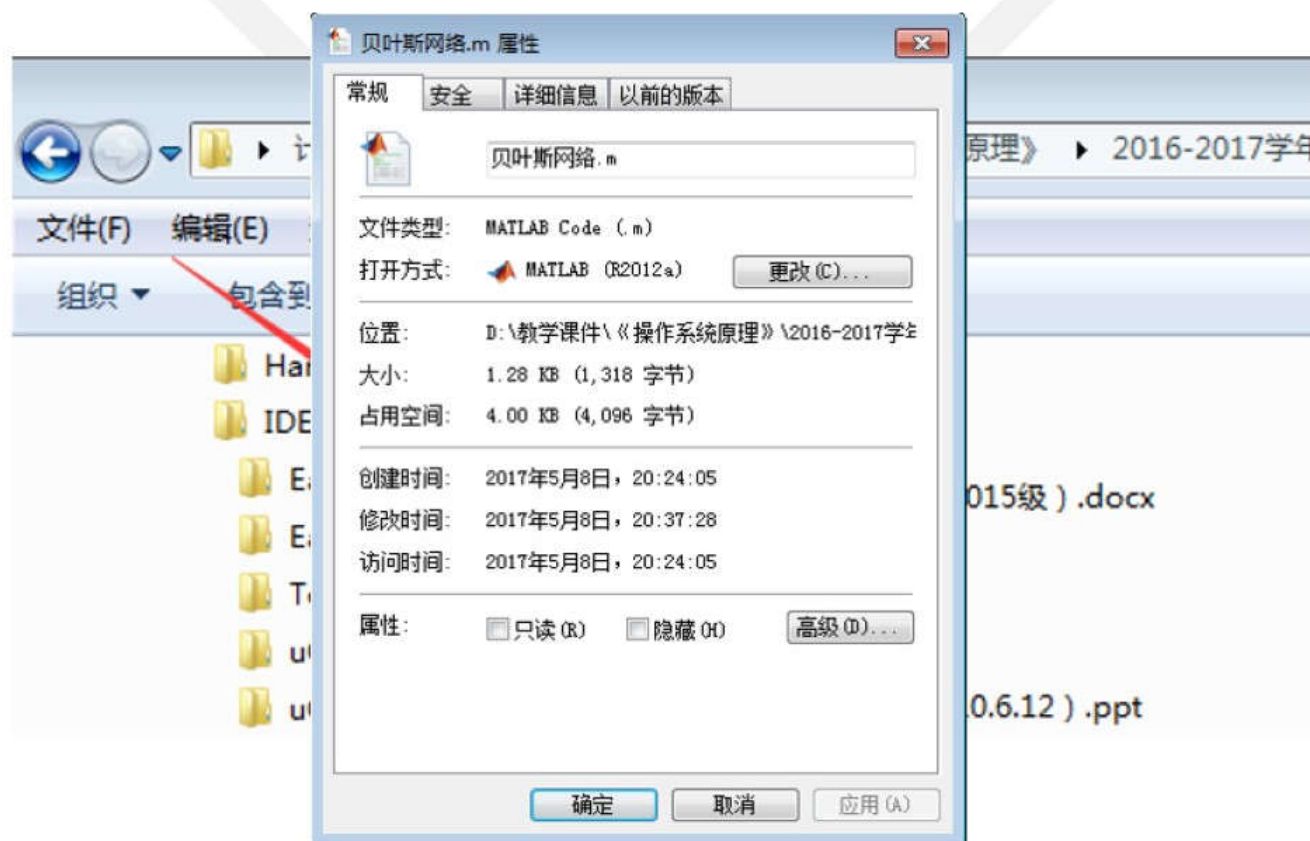 贝叶斯网络.m 属性
常规 安全 详细信息 以前的版本
原理》 2016-2017学年
贝叶斯网络.m
文件(F) 编辑(E)
文件类型: MATLAB Code (.m)
打开方式: MATLAB (R2012a) 更改(C)...
组织 包含到
位置: D:\教学课件\《操作系统原理》\2016-2017学年
Har
大小: 1.28 KB (1,318 字节)
IDE
占用空间: 4.00 KB (4,096 字节)
创建时间: 2017年5月8日，20:24:05
015级）.docx
修改时间: 2017年5月8日，20:37:28
访问时间: 2017年5月8日，20:24:05
属性: 只读(R) 隐藏(H) 高级(D)...
0.6.12）.ppt
确定 取消 应用(A)